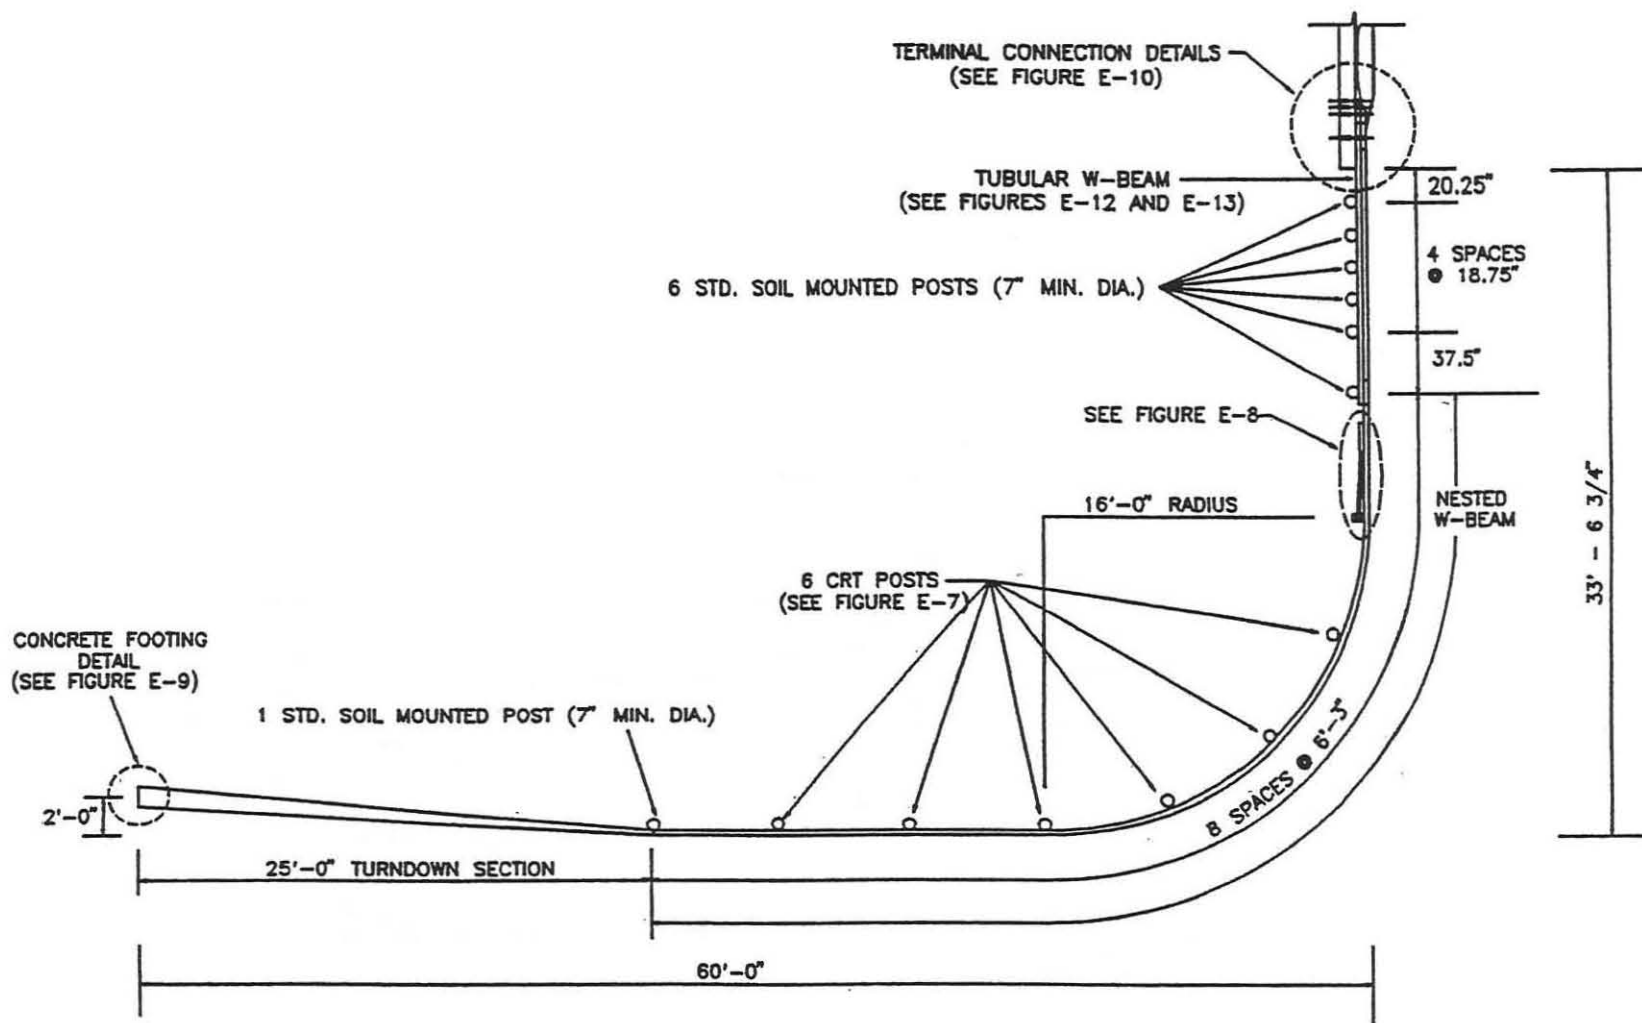 TERMINAL CONNECTION DETAILS
(SEE FIGURE E-10)
TUBULAR W-BEAM
(SEE FIGURES E-12 AND E-13)
20.25"
4 SPACES
@ 18.75"
6 STD. SOIL MOUNTED POSTS (7" MIN. DIA.)
37.5"
SEE FIGURE E-8
16'-0" RADIUS
NESTED
W-BEAM
33' - 6 3/4"
6 CRT POSTS
(SEE FIGURE E-7)
CONCRETE FOOTING
DETAIL
(SEE FIGURE E-9)
1 STD. SOIL MOUNTED POST (7" MIN. DIA.)
8 SPACES @ 6'-3"
2'-0"
25'-0" TURNDOWN SECTION
60'-0"